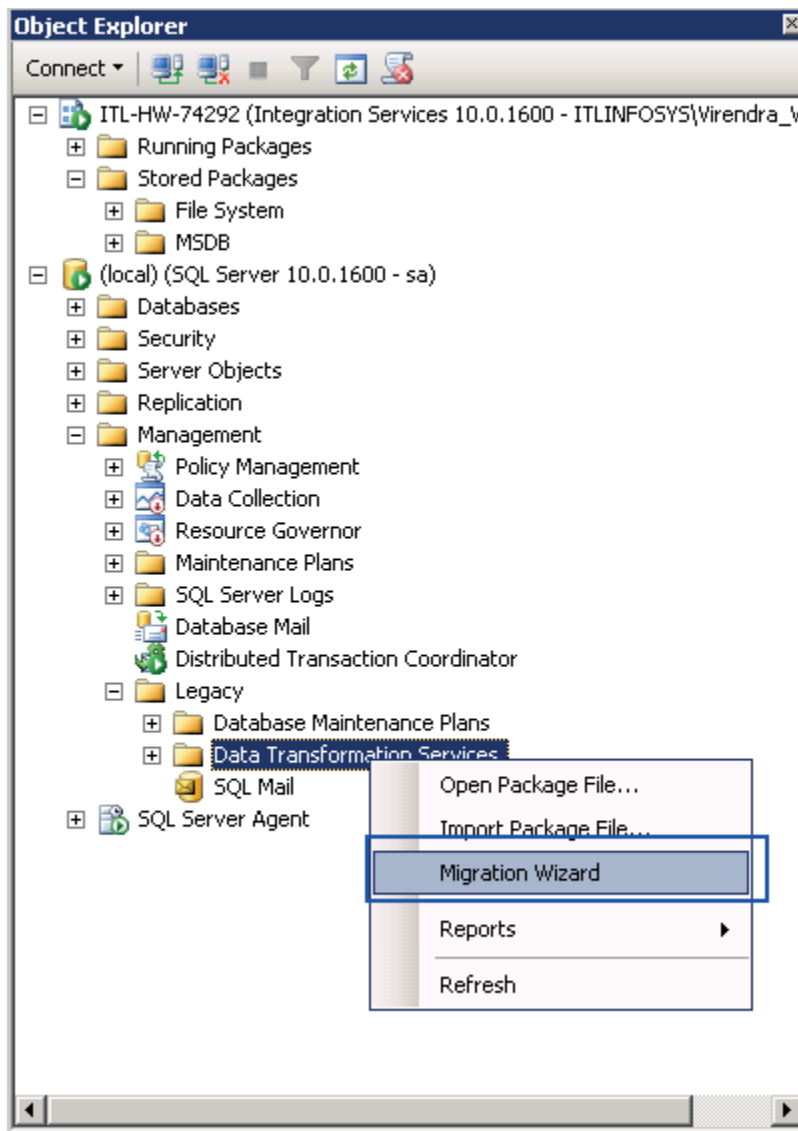 Object Explorer
Connect
ITL-HW-74292 (Integration Services 10.0.1600 - ITLINFOSYS\Virendra_
Running Packages
Stored Packages
File System
MSDB
(local) (SQL Server 10.0.1600 - sa)
Databases
Security
Server Objects
Replication
Management
Policy Management
Data Collection
Resource Governor
Maintenance Plans
SQL Server Logs
Database Mail
Distributed Transaction Coordinator
Legacy
Database Maintenance Plans
Data Transformation Services
SQL Mail
Open Package File...
SQL Server Agent
Import Package File...
Migration Wizard
Reports
Refresh